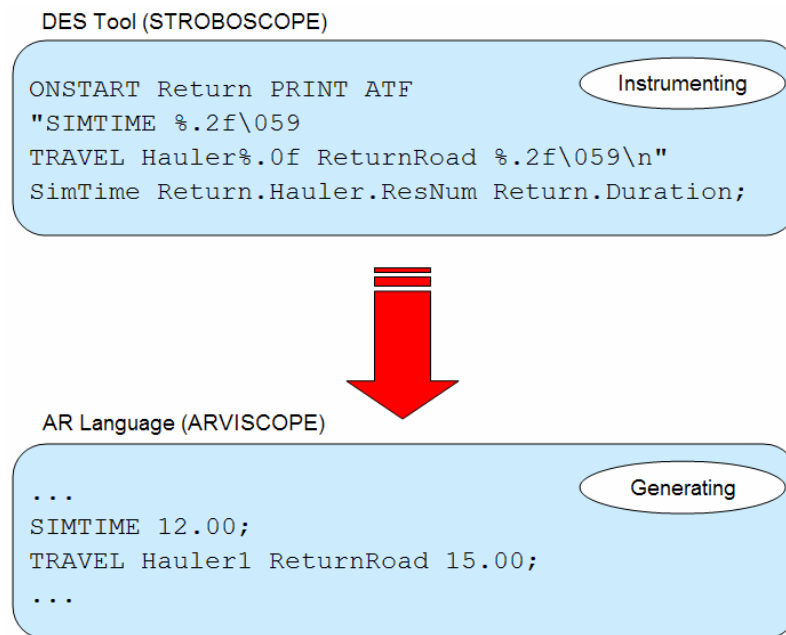 DES Tool (STROBOSCOPE)
Instrumenting
ONSTART Return PRINT ATF
"SIMTIME %.2f\059
TRAVEL Hauler%.0f ReturnRoad %.2f\059\n"
SimTime Return.Hauler.ResNum Return.Duration;
AR Language (ARVISCOPE)
Generating
...
SIMTIME 12.00;
TRAVEL Hauler1 ReturnRoad 15.00;
...